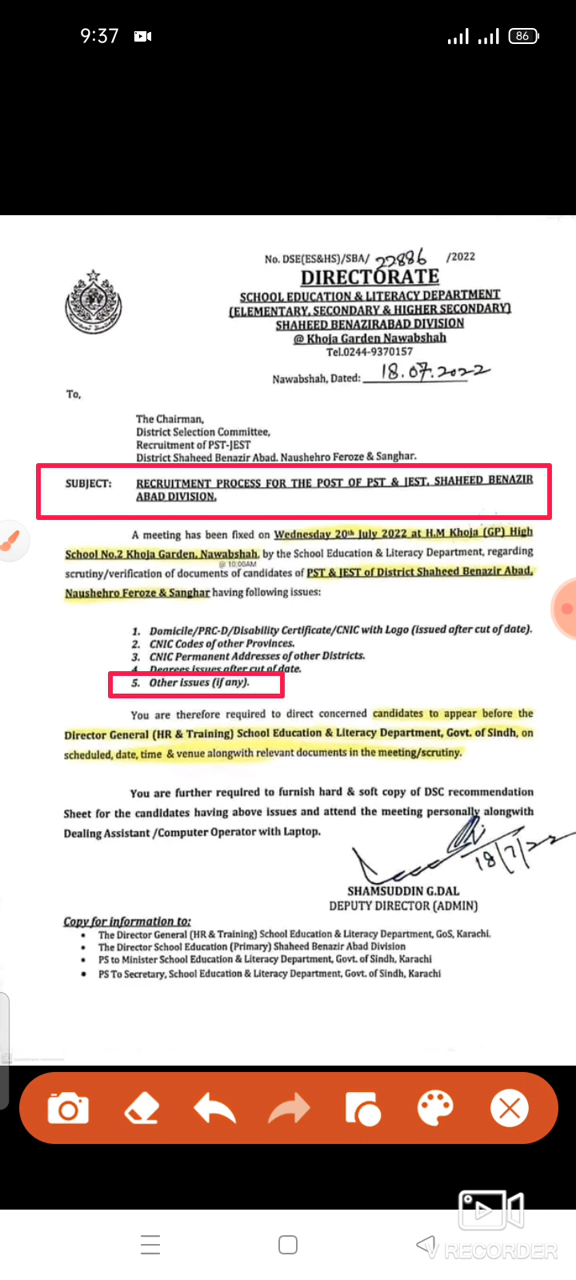 9:37
86
No. DSE(ES&HS)/SBA/ 22886 /2022
DIRECTORATE
SCHOOL EDUCATION & LITERACY DEPARTMENT
(ELEMENTARY, SECONDARY & HIGHER SECONDARY)
SHAHEED BENAZIRABAD DIVISION
@ Khoja Garden Nawabshah
Tel.0244-9370157
Nawabshah, Dated: 18.07.2022
To,
The Chairman,
District Selection Committee,
Recruitment of PST-JEST
District Shaheed Benazir Abad. Naushehro Feroze & Sanghar.
SUBJECT: RECRUITMENT PROCESS FOR THE POST OF PST & JEST, SHAHEED BENAZIR
ABAD DIVISION.
A meeting has been fixed on Wednesday 20th July 2022 at H.M Khoja (GP) High
School No.2 Khoja Garden, Nawabshah, by the School Education & Literacy Department, regarding
@ 10:00AM
scrutiny/verification of documents of candidates of PST & JEST of District Shaheed Benazir Abad,
Naushehro Feroze & Sanghar having following issues:
1. Domicile/PRC-D/Disability Certificate/CNIC with Logo (issued after cut of date).
2. CNIC Codes of other Provinces.
3. CNIC Permanent Addresses of other Districts.
4. Degrees issues after cut of date.
5. Other issues (if any).
You are therefore required to direct concerned candidates to appear before the
Director General (HR & Training) School Education & Literacy Department, Govt. of Sindh, on
scheduled, date, time & venue alongwith relevant documents in the meeting/scrutiny.
You are further required to furnish hard & soft copy of DSC recommendation
Sheet for the candidates having above issues and attend the meeting personally alongwith
Dealing Assistant /Computer Operator with Laptop.
18/7/22
SHAMSUDDIN G.DAL
DEPUTY DIRECTOR (ADMIN)
Copy for information to:
• The Director General (HR & Training) School Education & Literacy Department, GoS, Karachi.
• The Director School Education (Primary) Shaheed Benazir Abad Division
• PS to Minister School Education & Literacy Department, Govt. of Sindh, Karachi
• PS To Secretary, School Education & Literacy Department, Govt. of Sindh, Karachi
V RECORDER